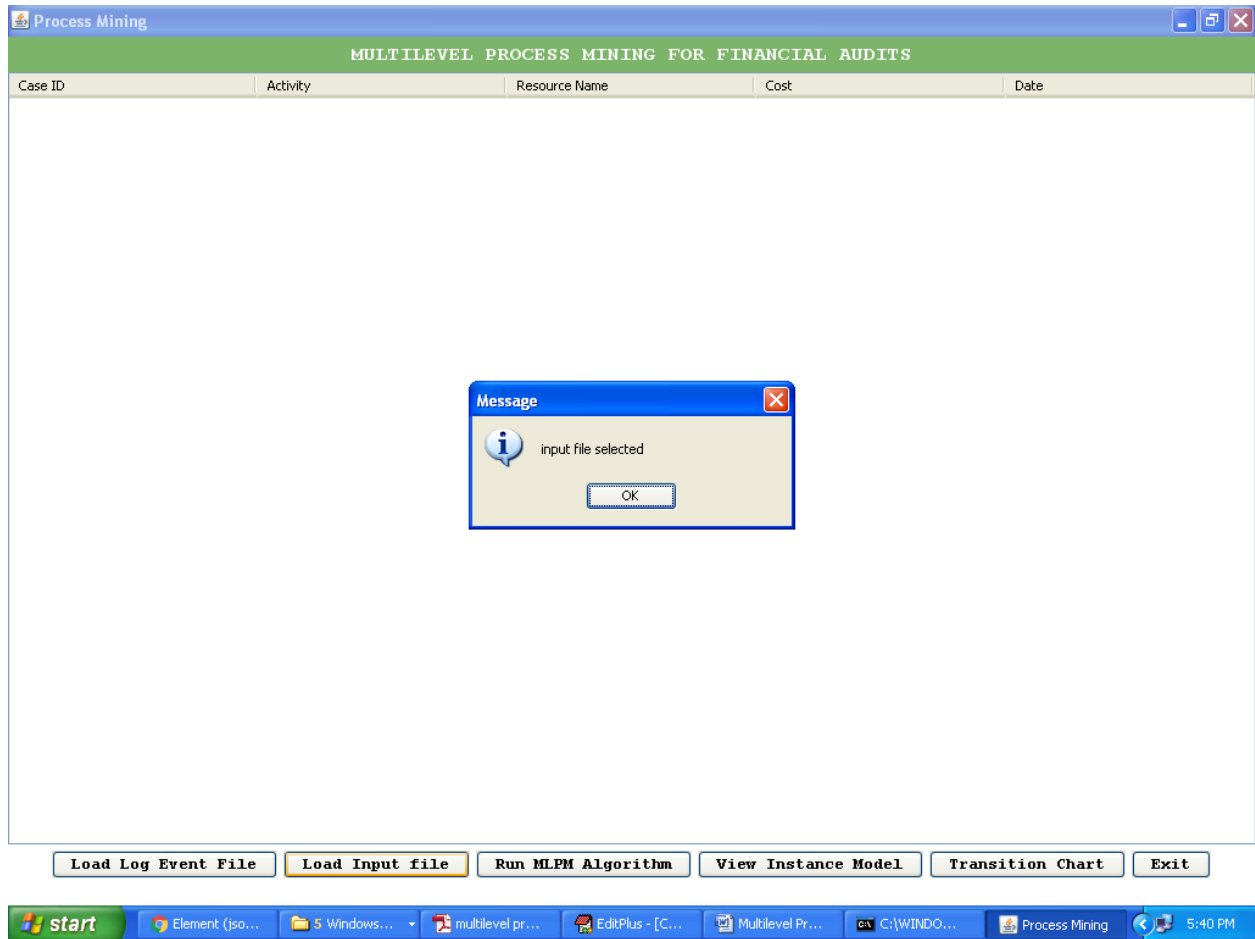 Process Mining
MULTILEVEL PROCESS MINING FOR FINANCIAL AUDITS
Case ID Activity Resource Name Cost Date
Message
input file selected
OK
Load Log Event File Load Input file Run MLPM Algorithm View Instance Model Transition Chart Exit
start Element (jso... 5 Windows... multilevel pr... EditPlus - [C... Multilevel Pr... C:\WINDO... Process Mining 5:40 PM